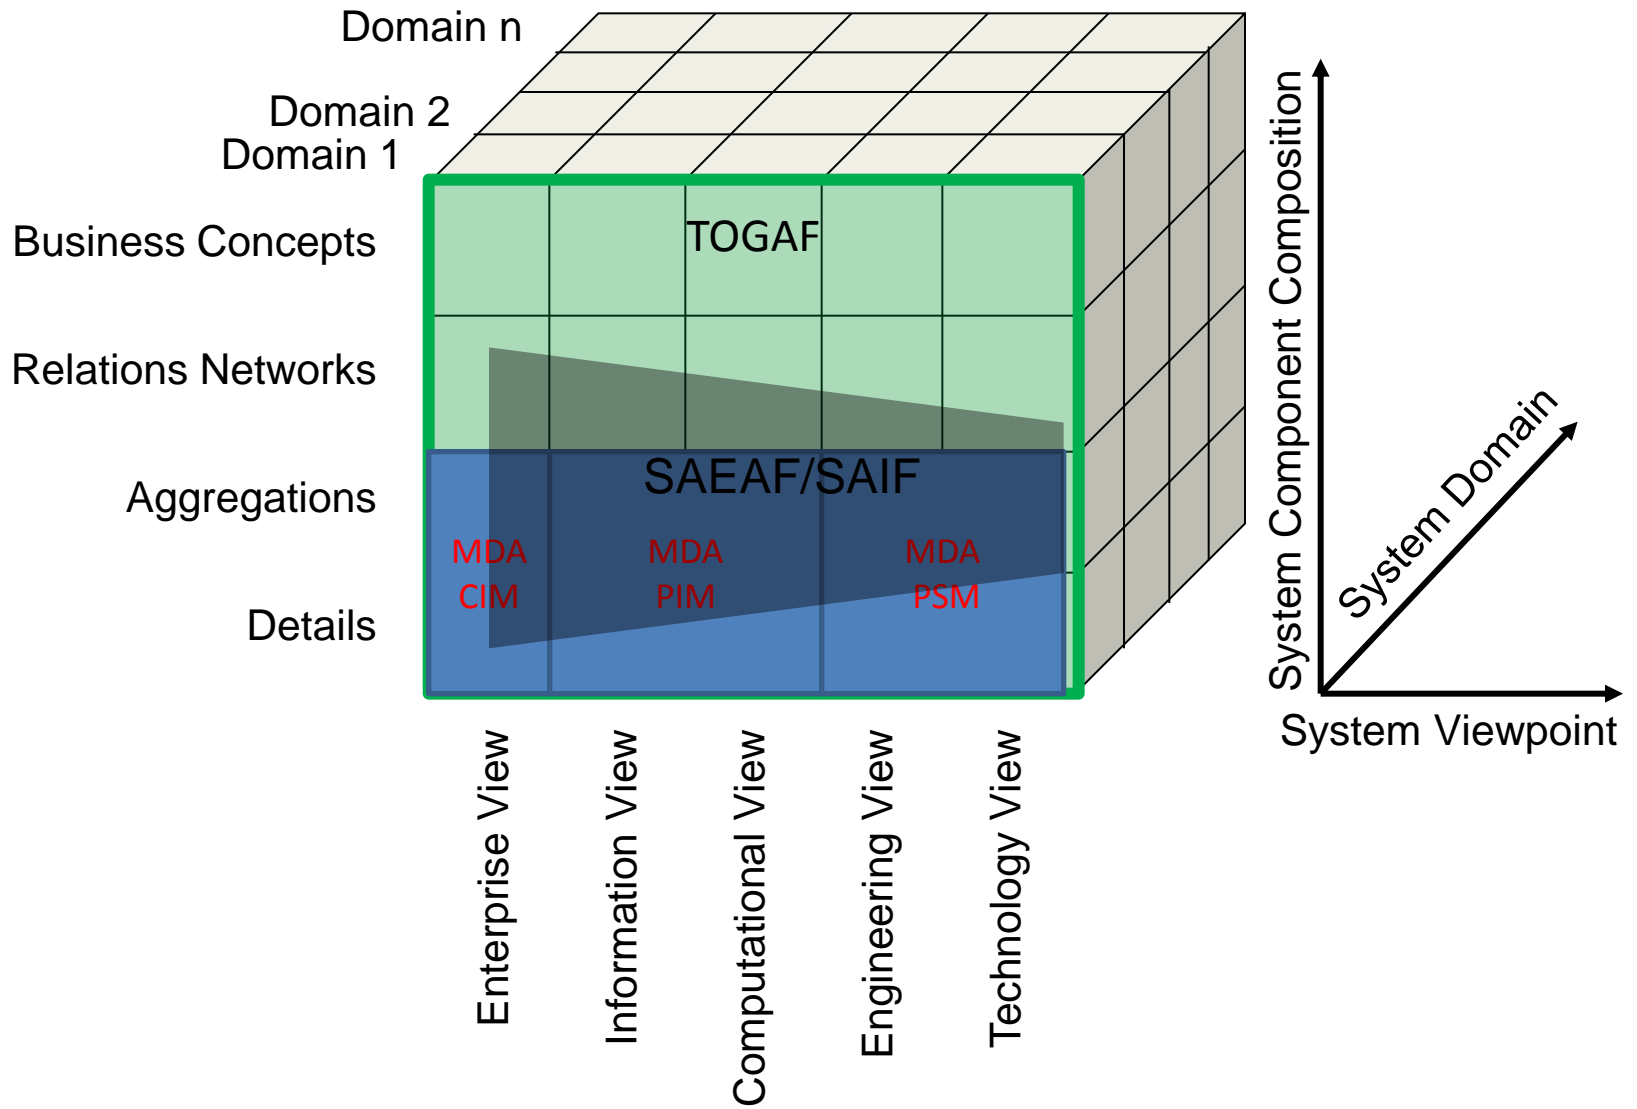 Domain n
Domain 2
Domain 1
Business Concepts
TOGAF
Relations Networks
Aggregations
SAEAF/SAIF
MDA
CIM
MDA
PIM
MDA
PSM
Details
Enterprise View
Information View
Computational View
Engineering View
Technology View
System Component Composition
System Domain
System Viewpoint